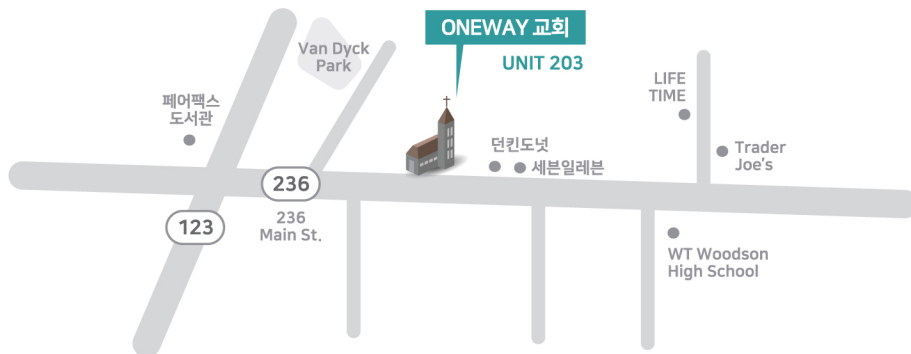 ONEWAY 교회
UNIT 203
Van Dyck
Park
페어팩스
도서관
LIFE
TIME
던킨도넛
세븐일레븐
Trader
Joe's
236
236
Main St.
123
WT Woodson
High School